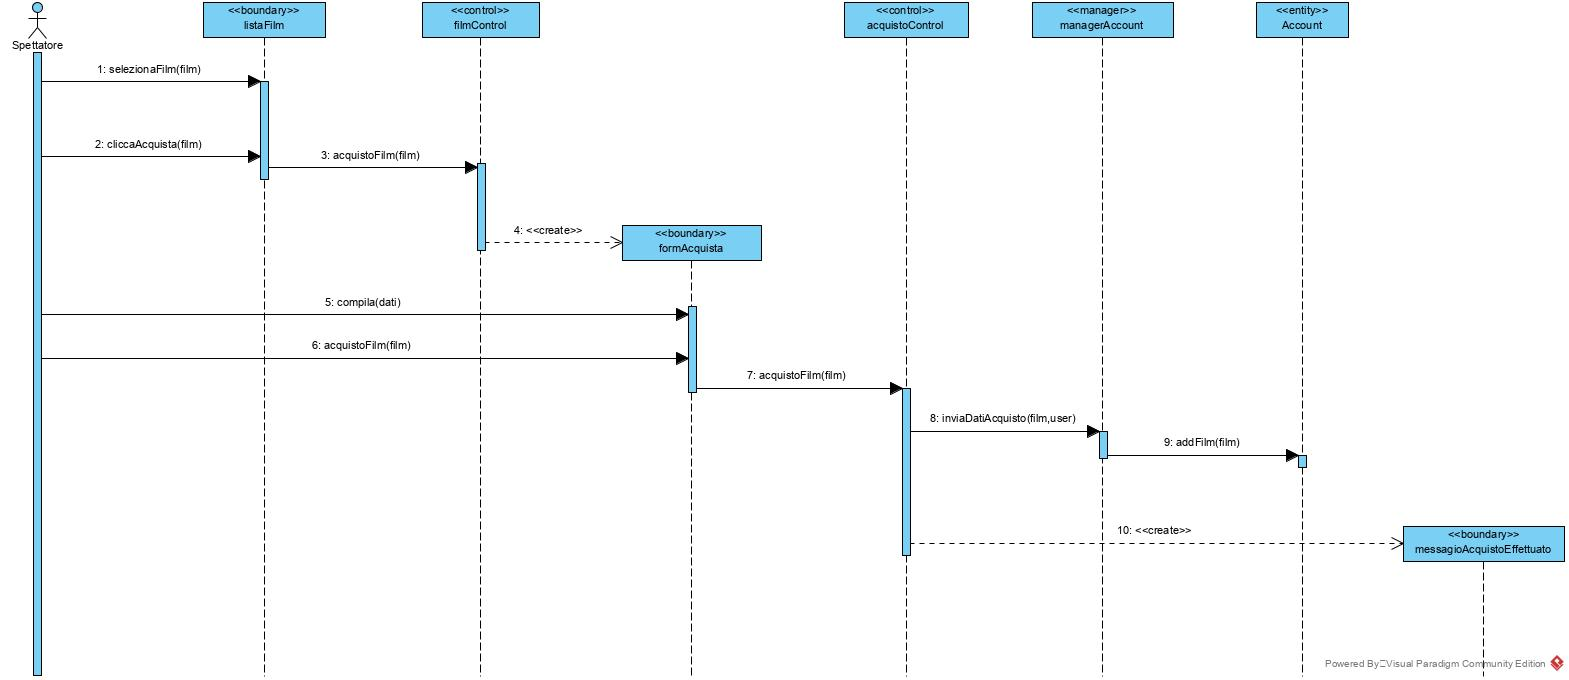 <<boundary>>
listaFilm
<<control>>
filmControl
<<control>>
acquistoControl
<<manager>>
managerAccount
<<entity>>
Account
Spettatore
1: selezionaFilm(film)
2: cliccaAcquista(film)
3: acquistoFilm(film)
4: <<create>>
<<boundary>>
formAcquista
5: compila(dati)
6: acquistoFilm(film)
7: acquistoFilm(film)
8: inviaDatiAcquisto(film,user)
9: addFilm(film)
10: <<create>>
<<boundary>>
messagioAcquistoEffettuato
Powered By Visual Paradigm Community Edition